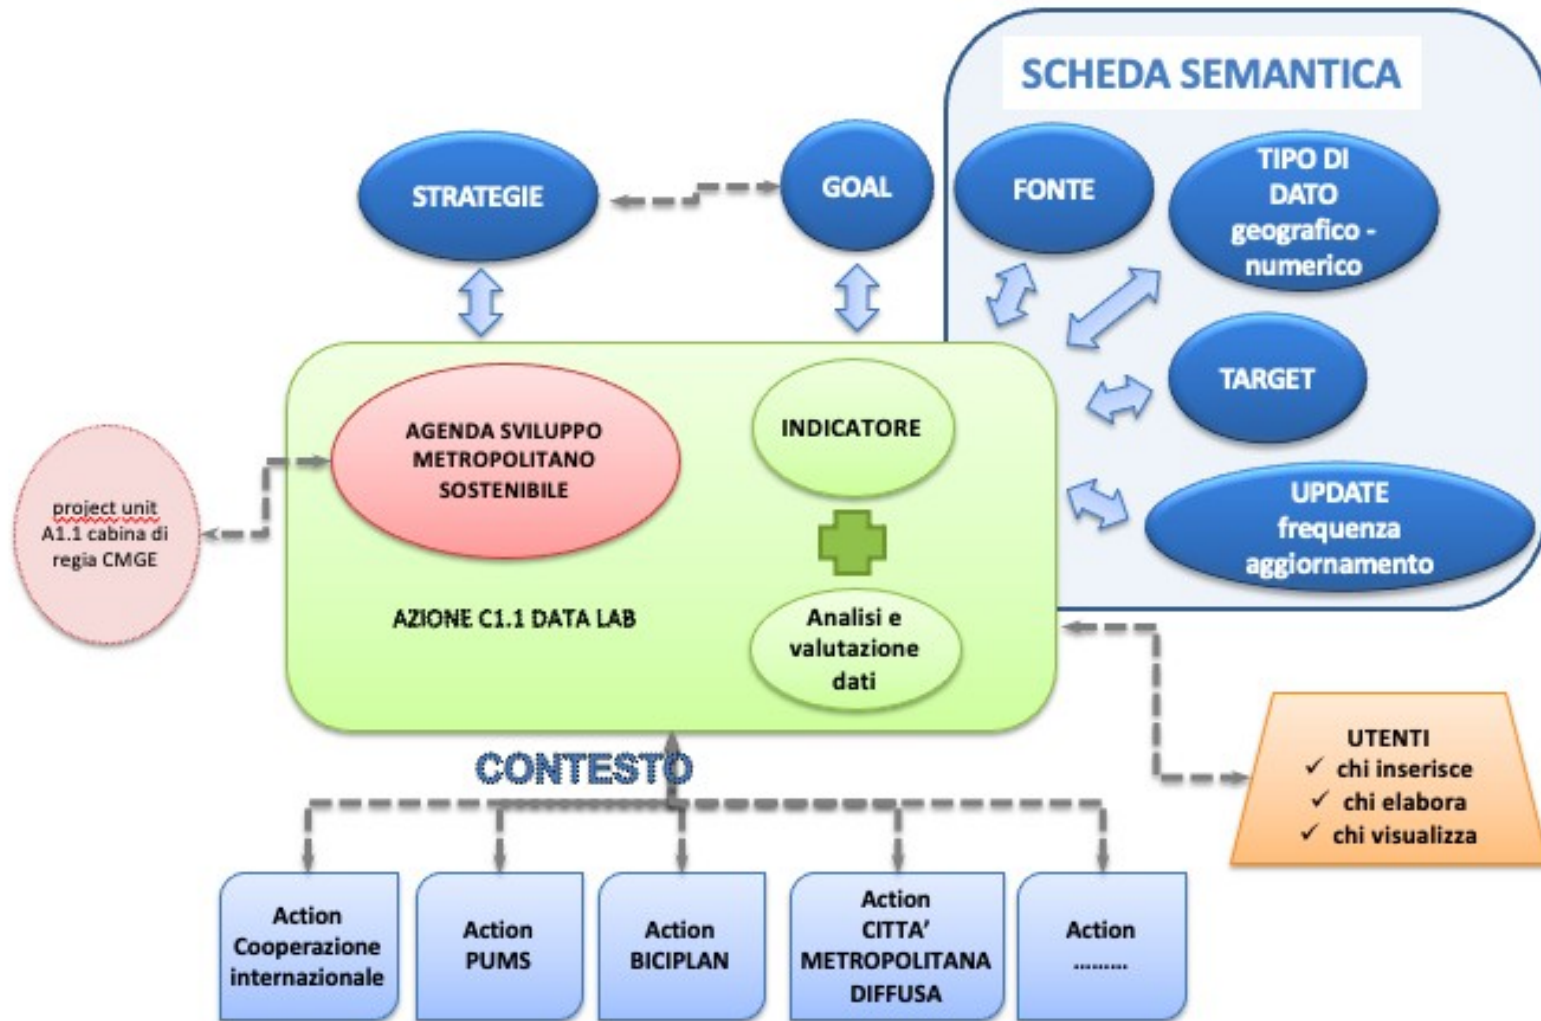 SCHEDA SEMANTICA
STRATEGIE
GOAL
FONTE
TIPO DI
DATO
geografico -
numerico
TARGET
UPDATE
frequenza
aggiornamento
AGENDA SVILUPPO
METROPOLITANO
SOSTENIBILE
INDICATORE
project unit
A1.1 cabina di
regia CMGE
AZIONE C1.1 DATA LAB
Analisi e
valutazione
dati
CONTESTO
UTENTI
✓ chi inserisce
✓ chi elabora
✓ chi visualizza
Action
Cooperazione
internazionale
Action
PUMS
Action
BICIPLAN
Action
CITTA’
METROPOLITANA
DIFFUSA
Action
………